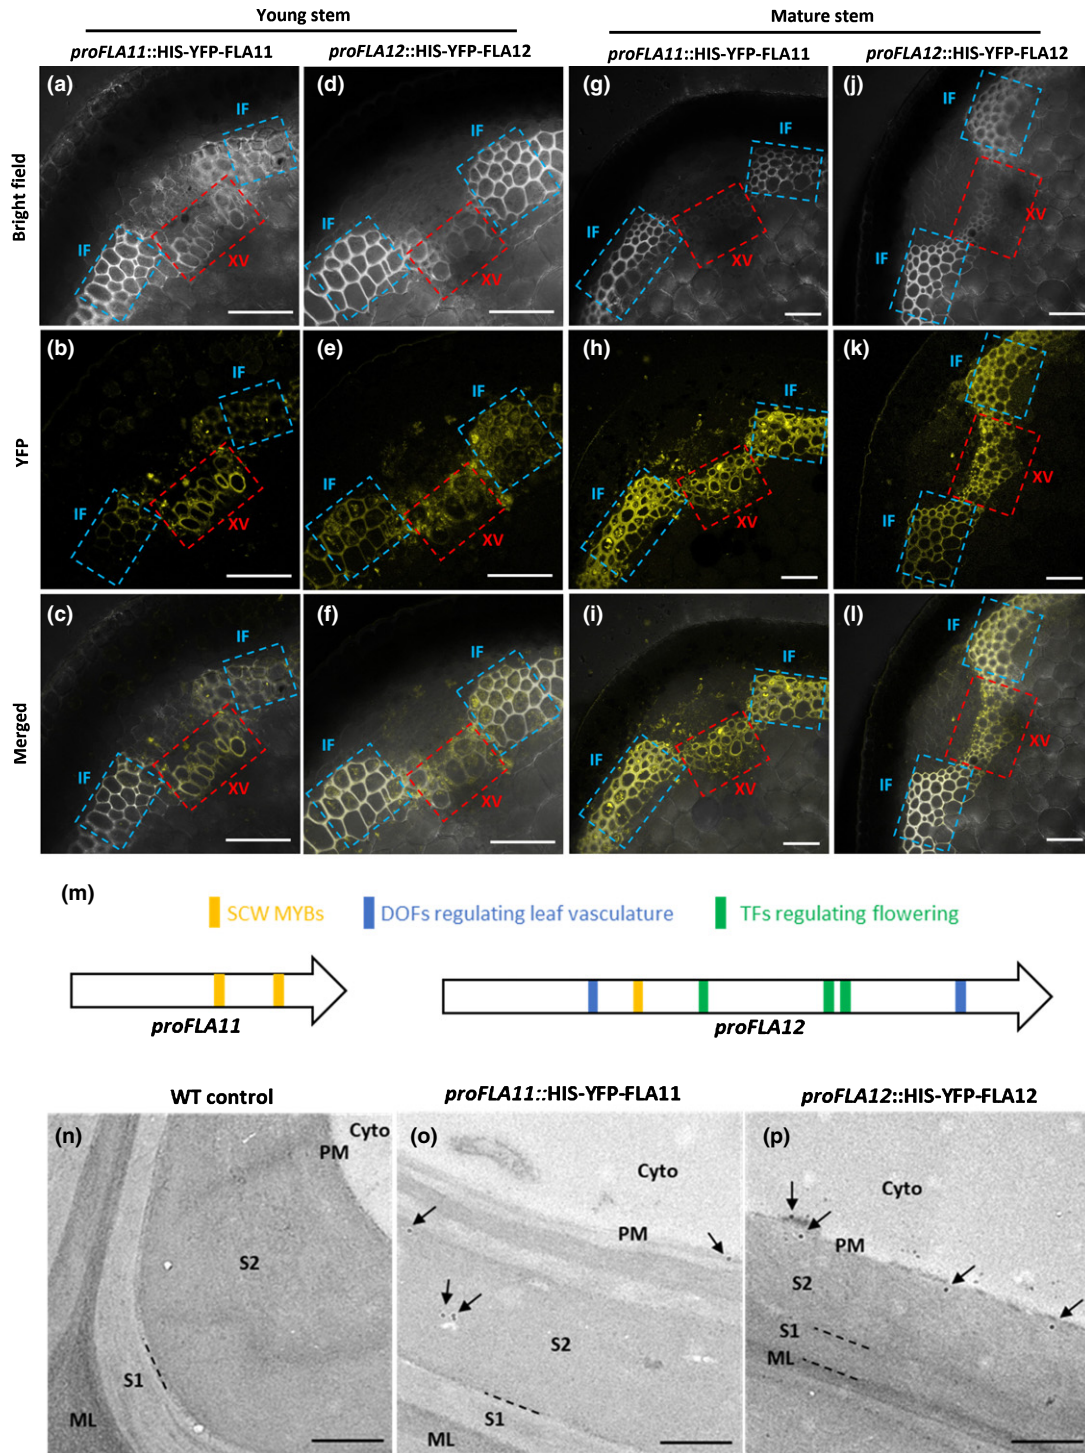 Young stem
Mature stem
proFLA11::HIS-YFP-FLA11
proFLA12::HIS-YFP-FLA12
proFLA11::HIS-YFP-FLA11
proFLA12::HIS-YFP-FLA12
Bright field
(a)
IF
IF
XV
(d)
IF
IF
XV
(g)
IF
IF
XV
(j)
IF
IF
XV
YFP
(b)
IF
IF
XV
(e)
IF
IF
XV
(h)
IF
IF
XV
(k)
IF
IF
XV
Merged
(c)
IF
IF
XV
(f)
IF
IF
XV
(i)
IF
IF
XV
(l)
IF
IF
XV
(m)
SCW MYBs
DOFs regulating leaf vasculature
TFs regulating flowering
proFLA11
proFLA12
WT control
proFLA11::HIS-YFP-FLA11
proFLA12::HIS-YFP-FLA12
(n)
Cyto
PM
S2
S1
ML
(o)
Cyto
PM
S2
S1
ML
(p)
Cyto
PM
S2
S1
ML